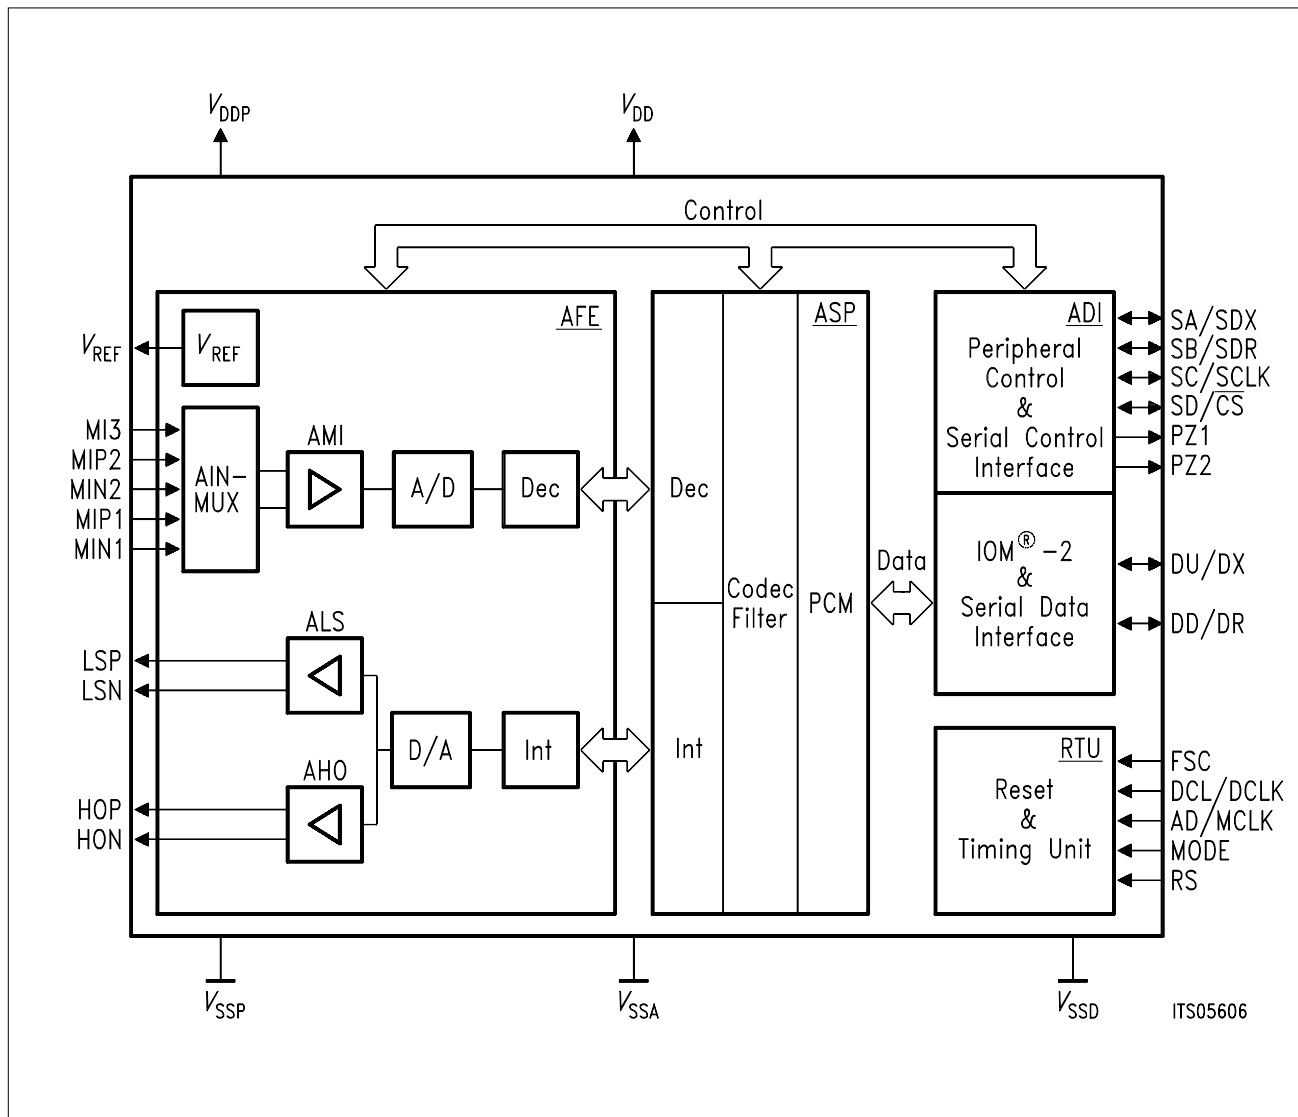 VDDP
VDD
Control
AFE
VREF
VREF
MI3
MIP2
MIN2
MIP1
MIN1
AIN-
MUX
AMI
A/D
Dec
ALS
LSP
LSN
AHO
HOP
HON
D/A
Int
ASP
Dec
Int
Codec
Filter
PCM
Data
ADI
Peripheral
Control
&
Serial Control
Interface
IOM®-2
&
Serial Data
Interface
RTU
Reset
&
Timing Unit
SA/SDX
SB/SDR
SC/SCLK
SD/C̅S̅
PZ1
PZ2
DU/DX
DD/DR
FSC
DCL/DCLK
AD/MCLK
MODE
RS
VSSP
VSSA
VSSD
ITS05606